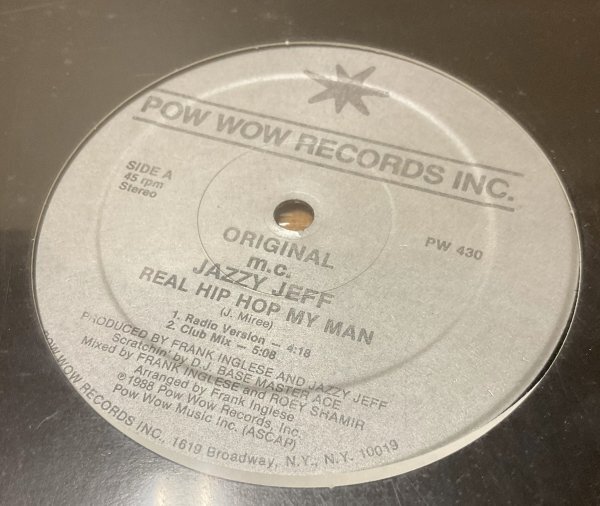 POW WOW RECORDS INC.
SIDE A
45 rpm
Stereo
PW 430
ORIGINAL
m.c.
JAZZY JEFF
REAL HIP HOP MY MAN
(J. Miree)
1. Radio Version — 4:18
2. Club Mix — 5:08
PRODUCED BY FRANK INGLESE AND JAZZY JEFF
Scratchin' by D.J. BASE MASTER ACE
Mixed by FRANK INGLESE AND ROEY SHAMIR
Arranged by Frank Inglese
℗1988 Pow Wow Records, Inc.
Pow Wow Music Inc. (ASCAP)
POW WOW RECORDS INC. 1619 Broadway, N.Y., N.Y. 10019